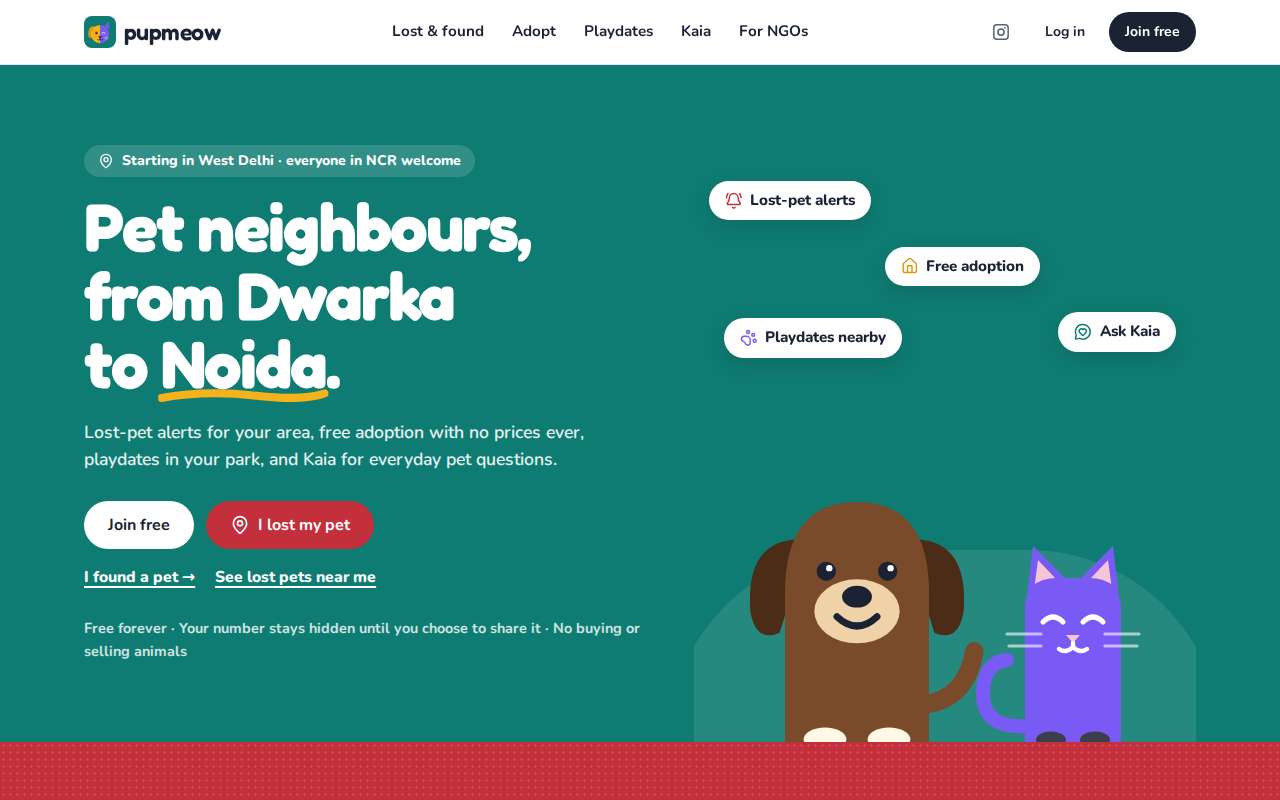 pupmeow
Lost & found
Adopt
Playdates
Kaia
For NGOs
Log in
Join free
Starting in West Delhi · everyone in NCR welcome
Pet neighbours,
from Dwarka
to Noida.
Lost-pet alerts for your area, free adoption with no prices ever,
playdates in your park, and Kaia for everyday pet questions.
Join free
I lost my pet
I found a pet →
See lost pets near me
Free forever · Your number stays hidden until you choose to share it · No buying or
selling animals
Lost-pet alerts
Free adoption
Playdates nearby
Ask Kaia